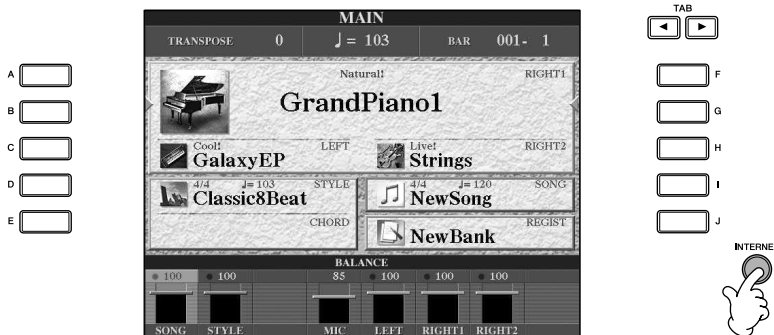 MAIN
TAB
TRANSPOSE 0 ♩= 103 BAR 001- 1
Natural! RIGHT1
GrandPiano1
Cool! LEFT Live! RIGHT2
GalaxyEP Strings
4/4 ♩=103 STYLE 4/4 ♩=120 SONG
Classic8Beat NewSong
CHORD REGIST
NewBank
BALANCE
100 100 85 100 100 100
SONG STYLE MIC LEFT RIGHT1 RIGHT2
A
B
C
D
E
F
G
H
I
J
INTERNE